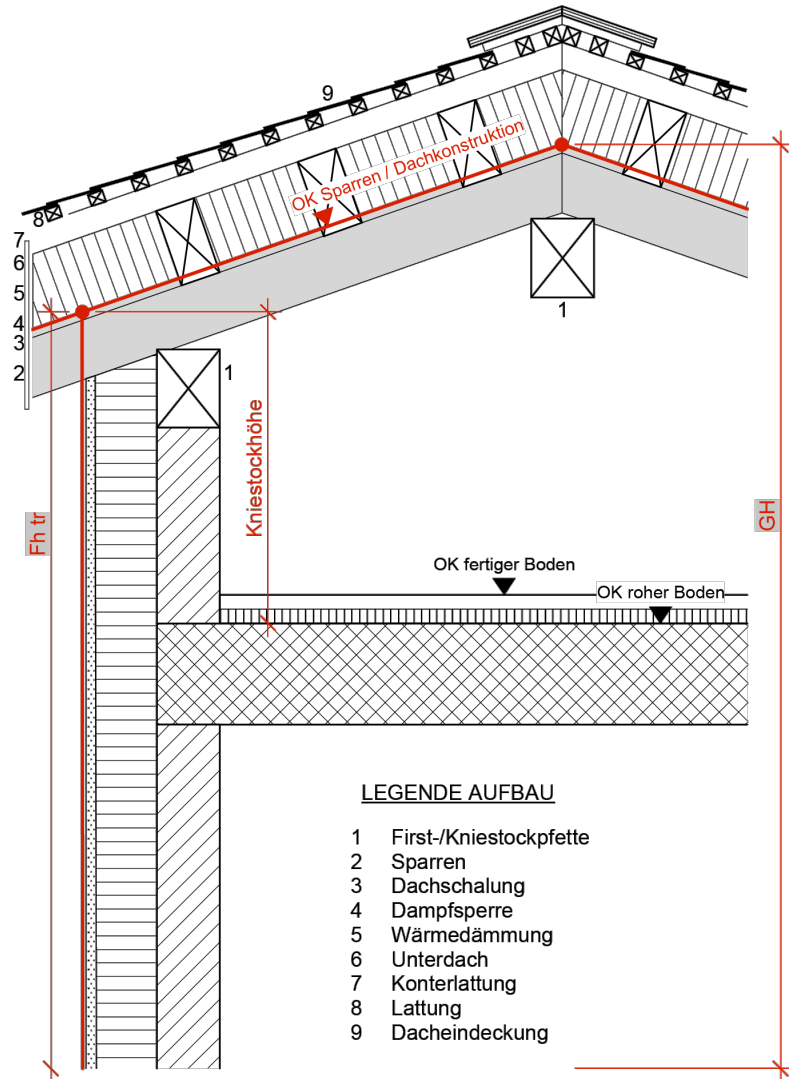 9
OK Sparren / Dachkonstruktion
8
7
6
5
4
3
2
1
1
Kniestockhöhe
Fh tr
GH
OK fertiger Boden
OK roher Boden
LEGENDE AUFBAU
1 First-/Kniestockpfette
2 Sparren
3 Dachschalung
4 Dampfsperre
5 Wärmedämmung
6 Unterdach
7 Konterlattung
8 Lattung
9 Dacheindeckung